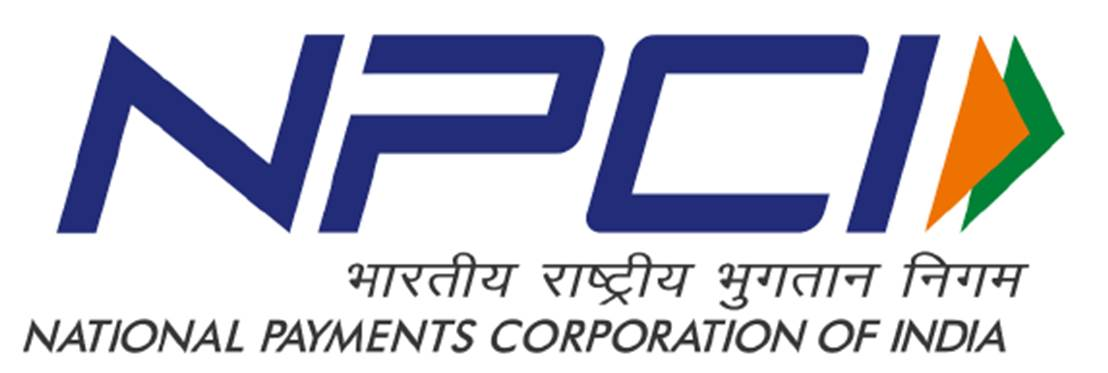 NPCI
भारतीय राष्ट्रीय भुगतान निगम
NATIONAL PAYMENTS CORPORATION OF INDIA